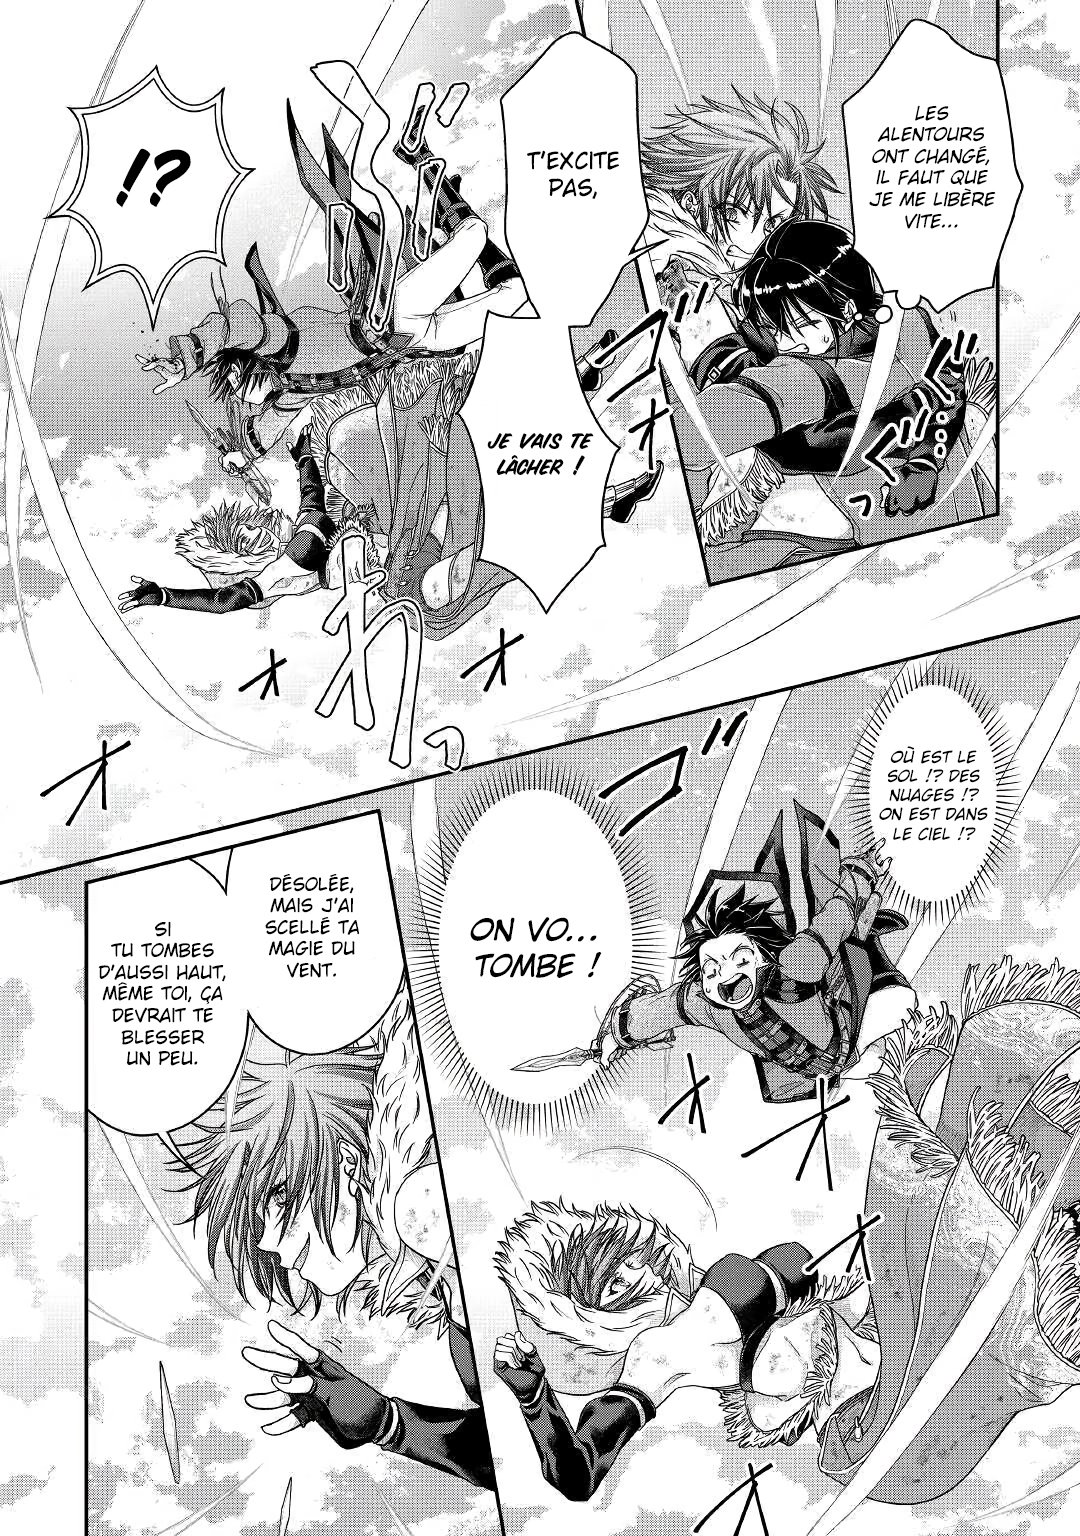 LES
ALENTOURS
ONT CHANGÉ,
IL FAUT QUE
JE ME LIBÈRE
VITE...
T'EXCITE
PAS,
JE VAIS TE
LÂCHER !
!?
OÙ EST LE
SOL !? DES
NUAGES !?
ON EST DANS
LE CIEL !?
ON VO...
TOMBE !
DÉSOLÉE,
MAIS J'AI
SCELLÉ TA
MAGIE DU
VENT.
SI
TU TOMBES
D'AUSSI HAUT,
MÊME TOI, ÇA
DEVRAIT TE
BLESSER
UN PEU.